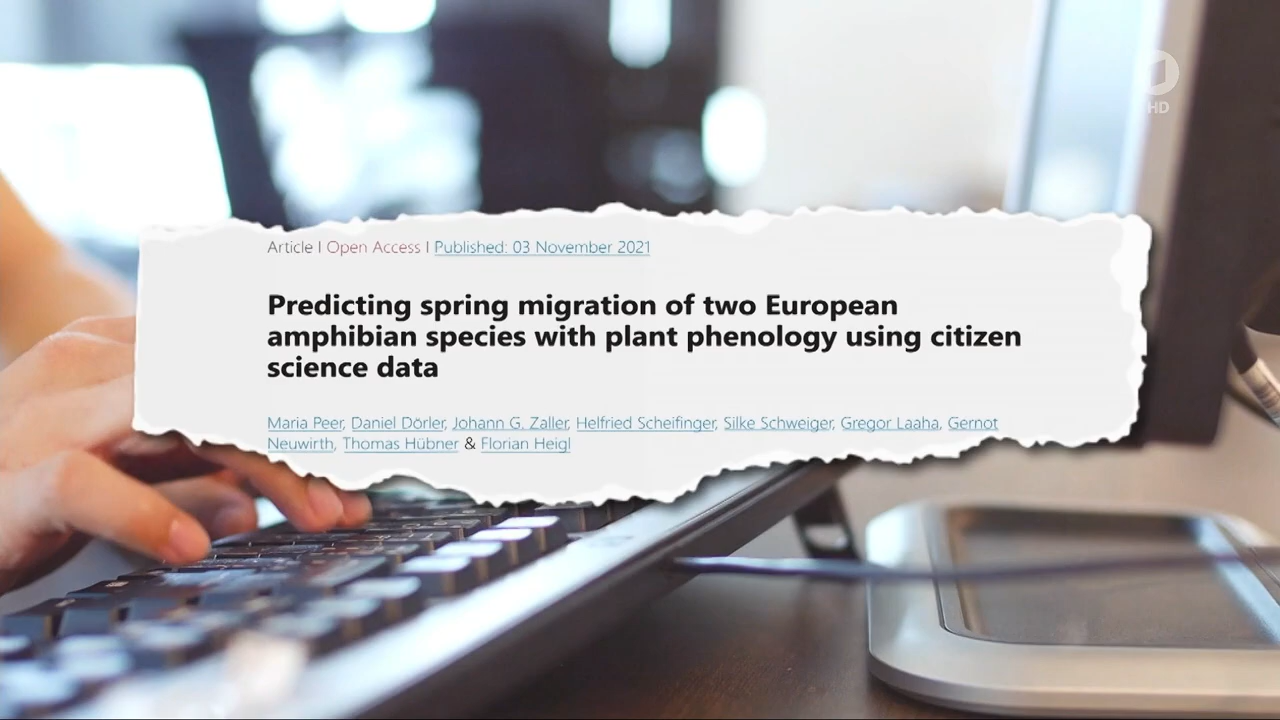 HD
Article | Open Access | Published: 03 November 2021
Predicting spring migration of two European
amphibian species with plant phenology using citizen
science data
Maria Peer, Daniel Dörler, Johann G. Zaller, Helfried Scheifinger, Silke Schweiger, Gregor Laaha, Gernot
Neuwirth, Thomas Hübner & Florian Heigl